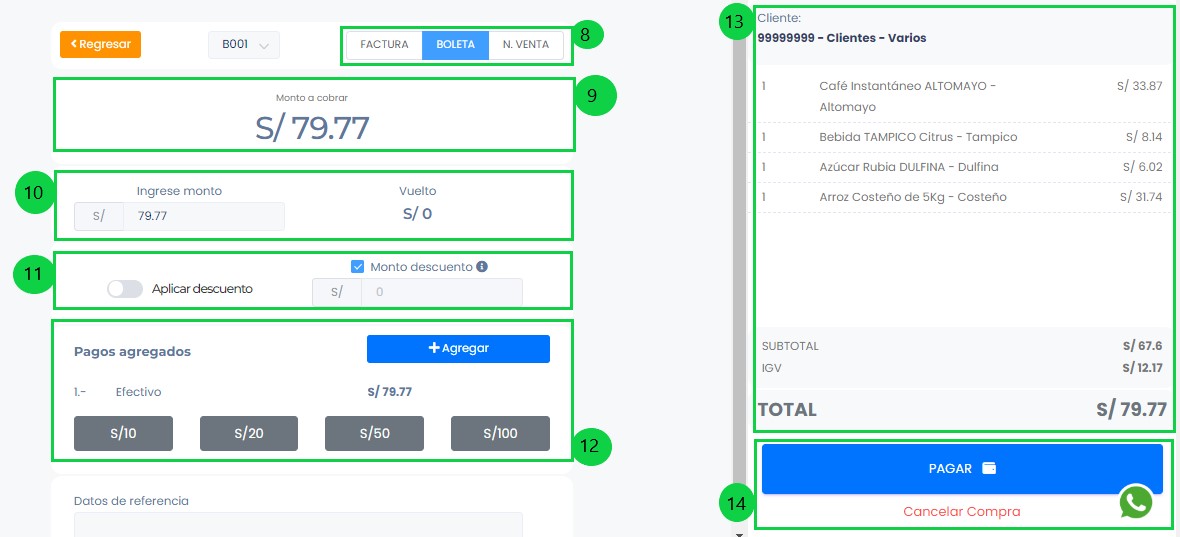 Regresar
B001
FACTURA BOLETA N. VENTA
8
Monto a cobrar
S/ 79.77
9
10
Ingrese monto Vuelto
S/ 79.77 S/ 0
11
Monto descuento
Aplicar descuento S/ 0
Pagos agregados Agregar
1.- Efectivo S/ 79.77
S/10 S/20 S/50 S/100
12
Datos de referencia
13
Cliente:
99999999 - Clientes - Varios
1 Café Instantáneo ALTOMAYO - S/ 33.87
Altomayo
1 Bebida TAMPICO Citrus - Tampico S/ 8.14
1 Azúcar Rubia DULFINA - Dulfina S/ 6.02
1 Arroz Costeño de 5Kg - Costeño S/ 31.74
SUBTOTAL S/ 67.6
IGV S/ 12.17
TOTAL S/ 79.77
PAGAR
14
Cancelar Compra